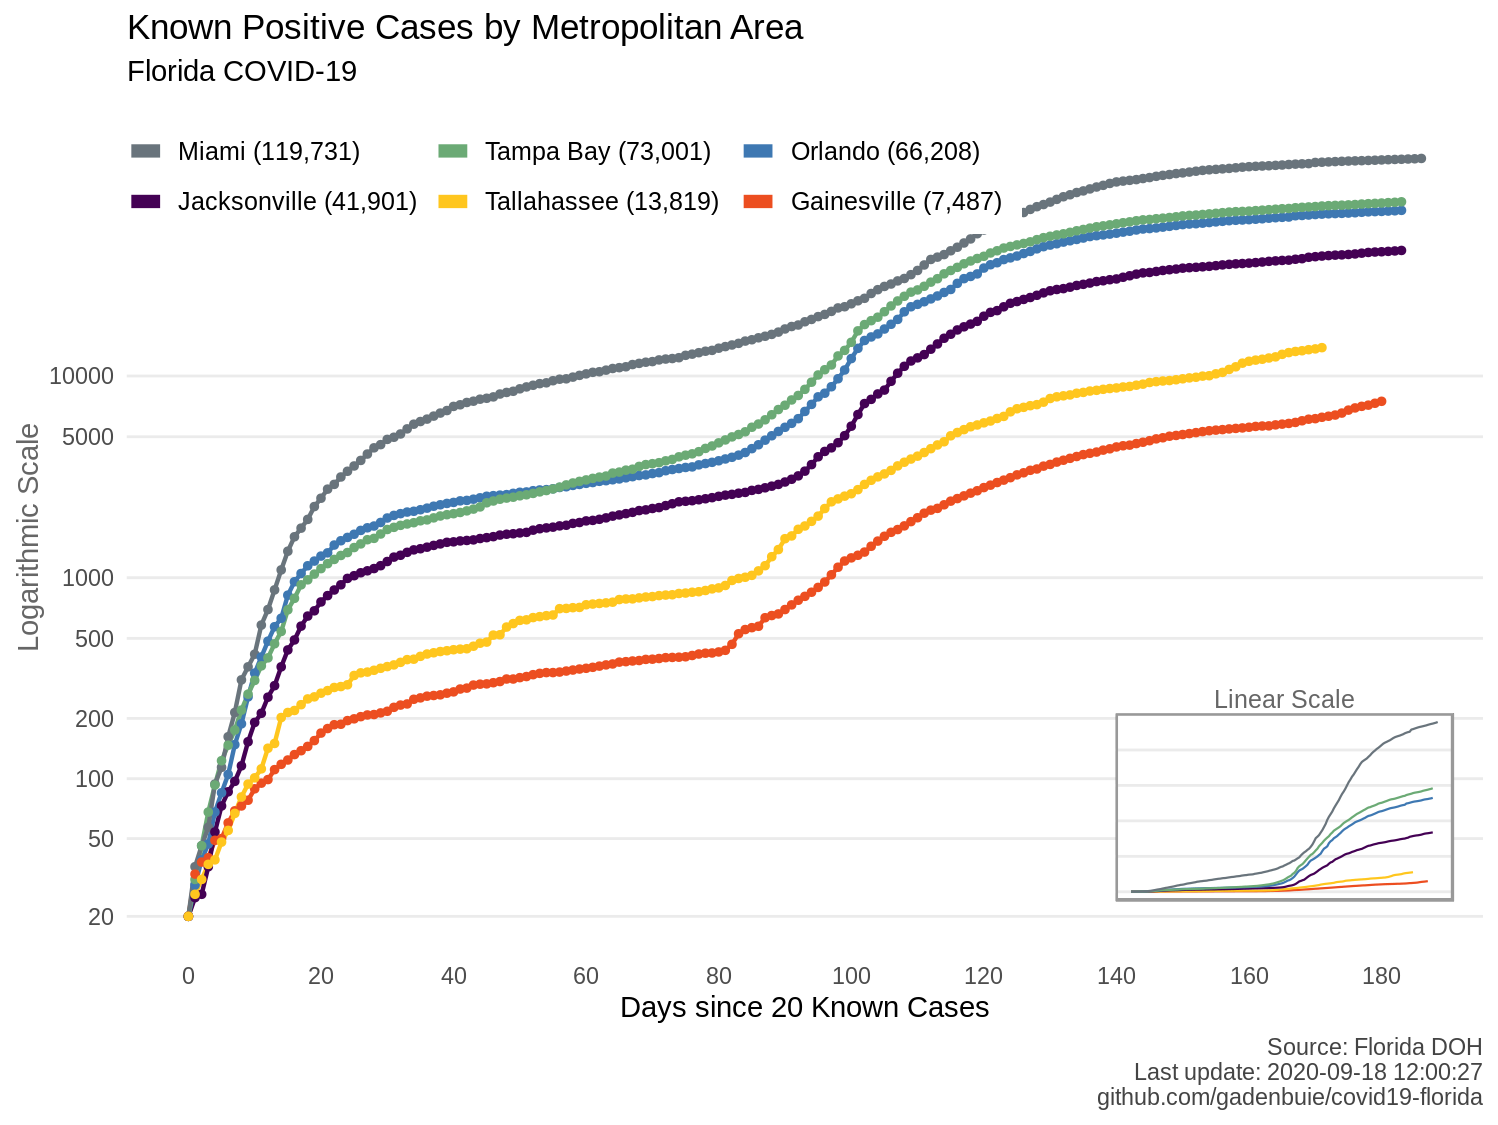 Known Positive Cases by Metropolitan Area
Florida COVID-19
Miami (119,731) Tampa Bay (73,001) Orlando (66,208)
Jacksonville (41,901) Tallahassee (13,819) Gainesville (7,487)
Logarithmic Scale
10000
5000
1000
500
200
100
50
20
Linear Scale
0 20 40 60 80 100 120 140 160 180
Days since 20 Known Cases
Source: Florida DOH
Last update: 2020-09-18 12:00:27
github.com/gadenbuie/covid19-florida